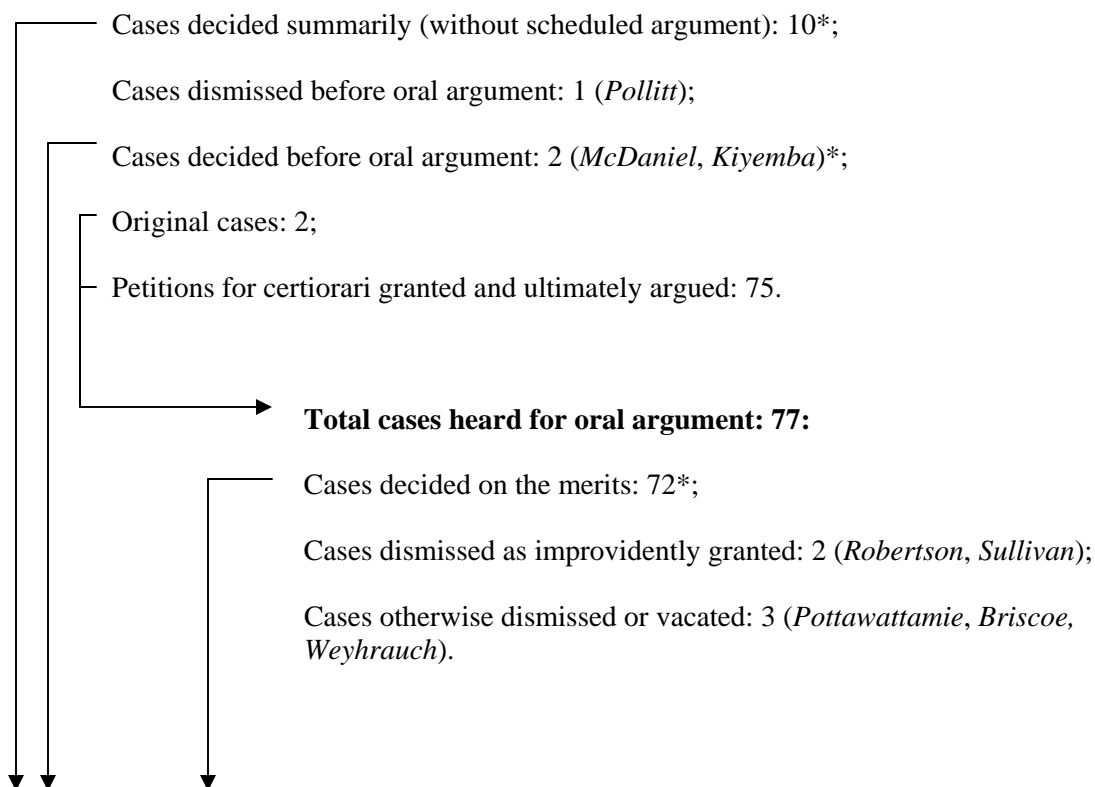 Cases decided summarily (without scheduled argument): 10*;
Cases dismissed before oral argument: 1 (Pollitt);
Cases decided before oral argument: 2 (McDaniel, Kiyemba)*;
Original cases: 2;
Petitions for certiorari granted and ultimately argued: 75.
Total cases heard for oral argument: 77:
Cases decided on the merits: 72*;
Cases dismissed as improvidently granted: 2 (Robertson, Sullivan);
Cases otherwise dismissed or vacated: 3 (Pottawattamie, Briscoe,
Weyhrauch).